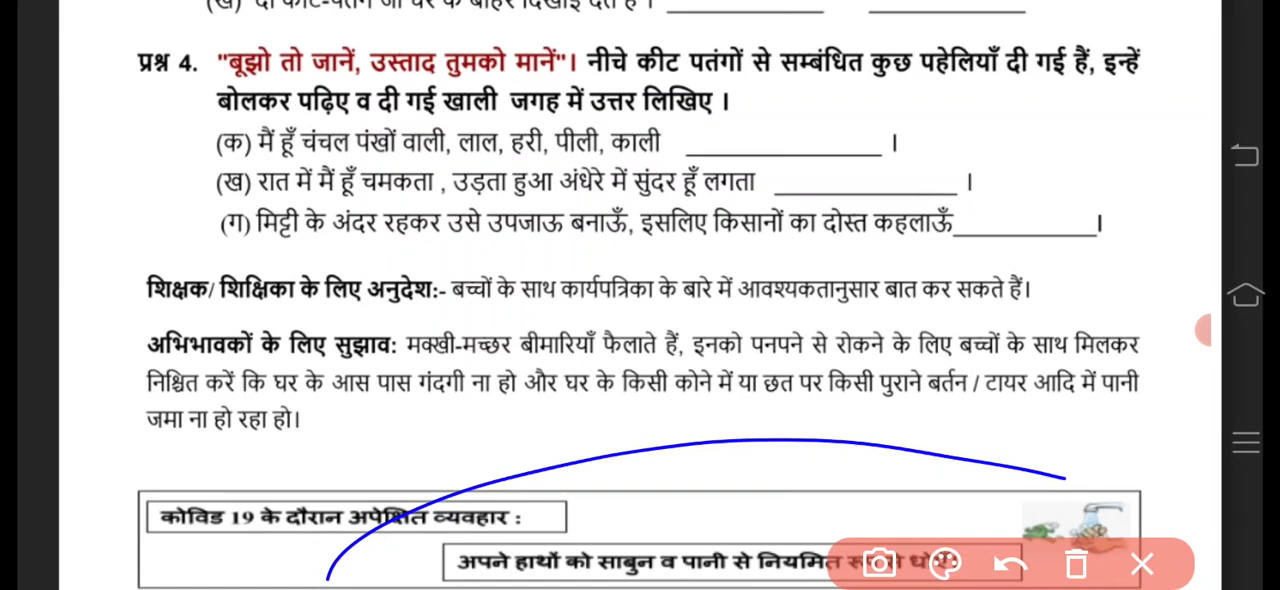 प्रश्न 4. "बूझो तो जानें, उस्ताद तुमको मानें"। नीचे कीट पतंगों से सम्बंधित कुछ पहेलियाँ दी गई हैं, इन्हें
बोलकर पढ़िए व दी गई खाली जगह में उत्तर लिखिए ।
(क) मैं हूँ चंचल पंखों वाली, लाल, हरी, पीली, काली ______________ ।
(ख) रात में मैं हूँ चमकता , उड़ता हुआ अंधेरे में सुंदर हूँ लगता _____________ ।
(ग) मिट्टी के अंदर रहकर उसे उपजाऊ बनाऊँ, इसलिए किसानों का दोस्त कहलाऊँ__________।
शिक्षक/ शिक्षिका के लिए अनुदेश:- बच्चों के साथ कार्यपत्रिका के बारे में आवश्यकतानुसार बात कर सकते हैं।
अभिभावकों के लिए सुझाव: मक्खी-मच्छर बीमारियाँ फैलाते हैं, इनको पनपने से रोकने के लिए बच्चों के साथ मिलकर
निश्चित करें कि घर के आस पास गंदगी ना हो और घर के किसी कोने में या छत पर किसी पुराने बर्तन / टायर आदि में पानी
जमा ना हो रहा हो।
कोविड 19 के दौरान अपेक्षित व्यवहार :
अपने हाथों को साबुन व पानी से नियमित रूप से धोएँ।